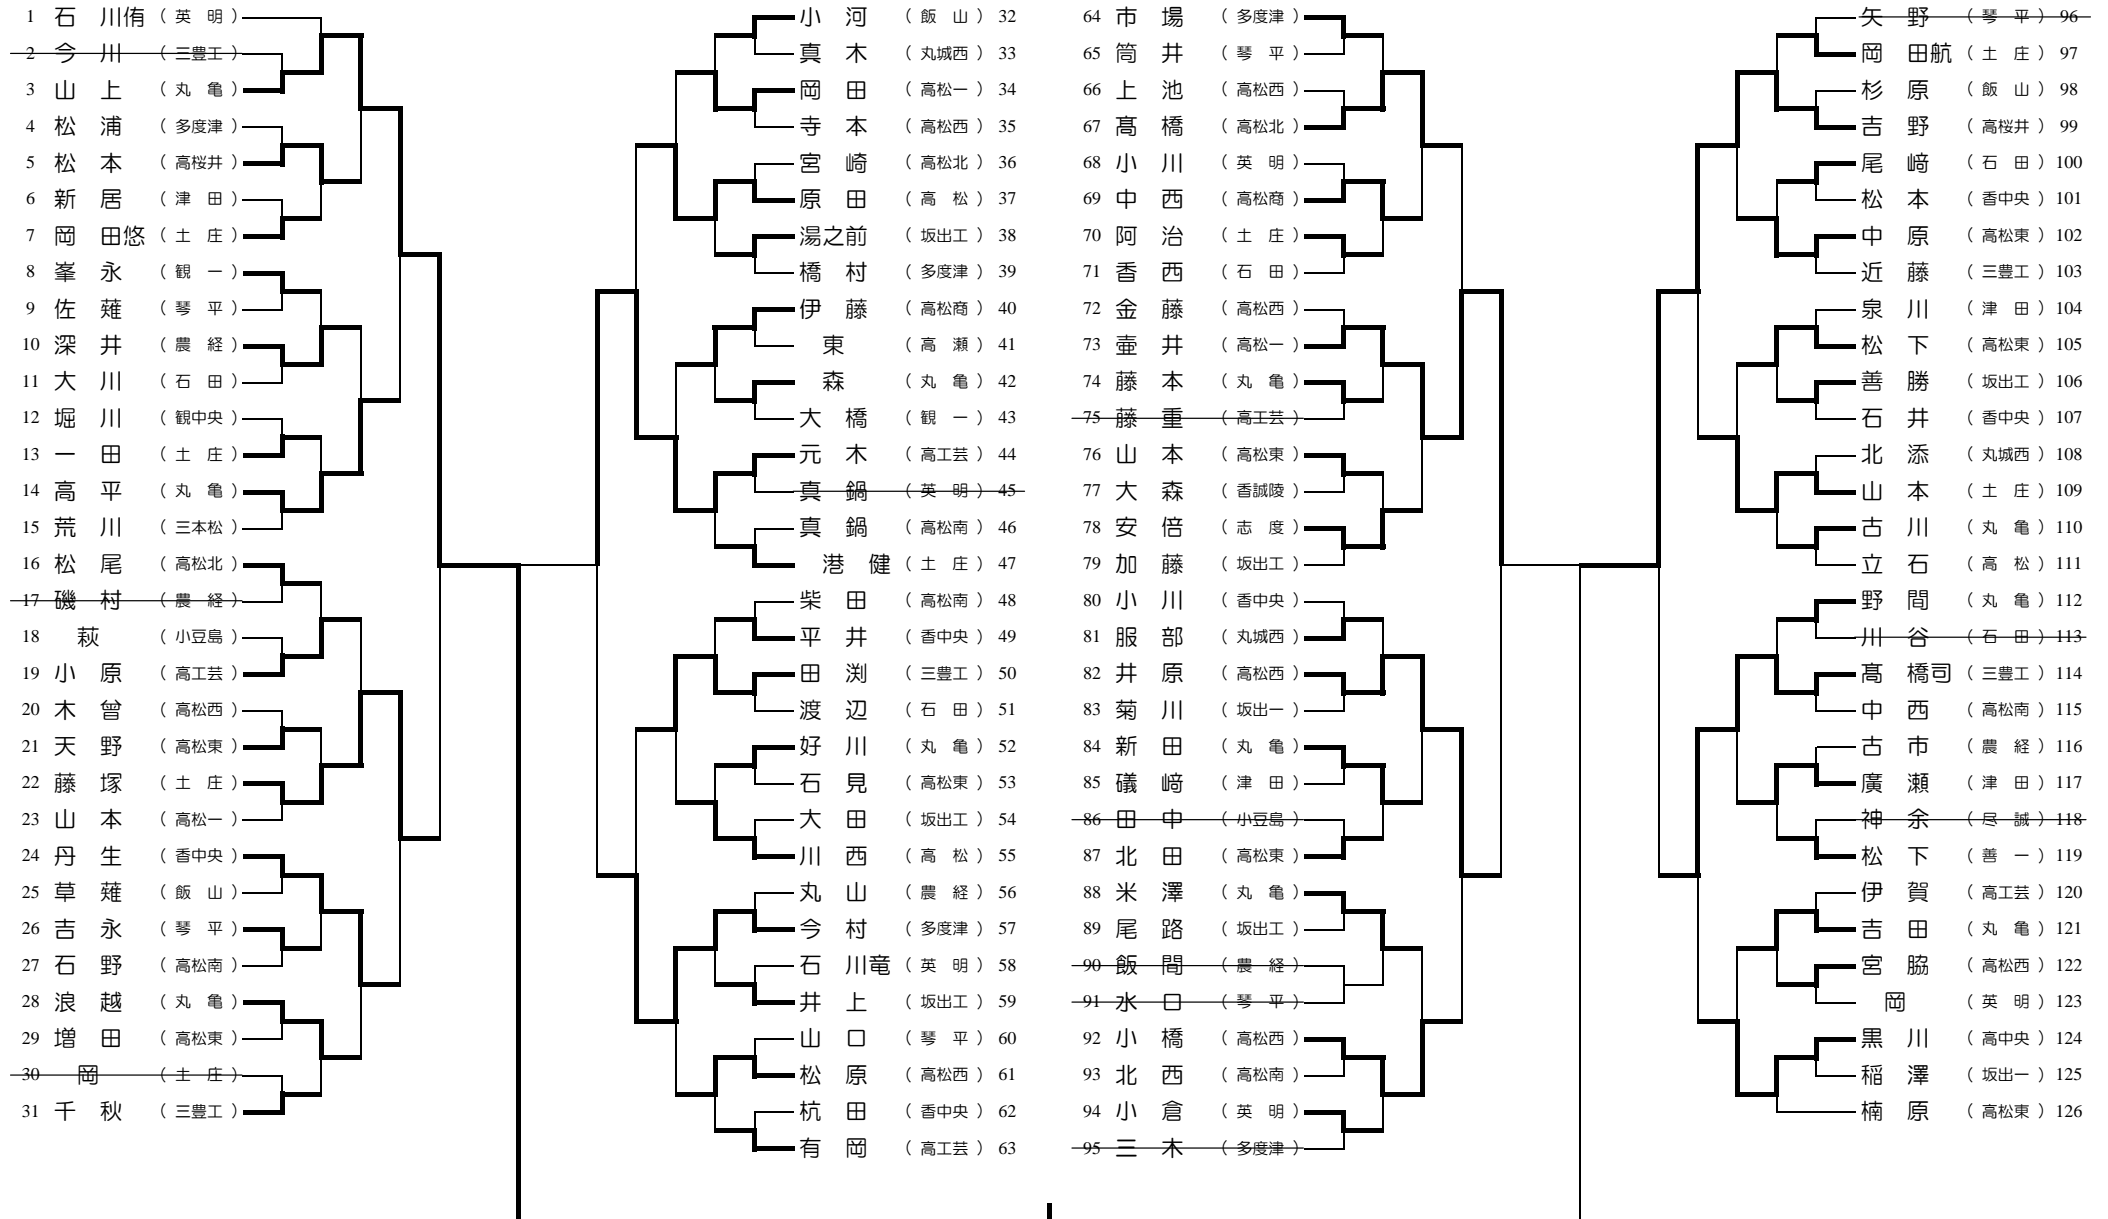 1 石 川侑 （ 英 明 ）
2 今 川 （ 三豊工 ）
3 山 上 （ 丸 亀 ）
4 松 浦 （ 多度津 ）
5 松 本 （ 高桜井 ）
6 新 居 （ 津 田 ）
7 岡 田悠 （ 土 庄 ）
8 峯 永 （ 観 一 ）
9 佐 薙 （ 琴 平 ）
10 深 井 （ 農 経 ）
11 大 川 （ 石 田 ）
12 堀 川 （ 観中央 ）
13 一 田 （ 土 庄 ）
14 高 平 （ 丸 亀 ）
15 荒 川 （ 三本松 ）
16 松 尾 （ 高松北 ）
17 磯 村 （ 農 経 ）
18 萩 （ 小豆島 ）
19 小 原 （ 高工芸 ）
20 木 曾 （ 高松西 ）
21 天 野 （ 高松東 ）
22 藤 塚 （ 土 庄 ）
23 山 本 （ 高松一 ）
24 丹 生 （ 香中央 ）
25 草 薙 （ 飯 山 ）
26 吉 永 （ 琴 平 ）
27 石 野 （ 高松南 ）
28 浪 越 （ 丸 亀 ）
29 増 田 （ 高松東 ）
30 岡 （ 土 庄 ）
31 千 秋 （ 三豊工 ）
小 河 （ 飯 山 ） 32
真 木 （ 丸城西 ） 33
岡 田 （ 高松一 ） 34
寺 本 （ 高松西 ） 35
宮 崎 （ 高松北 ） 36
原 田 （ 高 松 ） 37
湯之前 （ 坂出工 ） 38
橋 村 （ 多度津 ） 39
伊 藤 （ 高松商 ） 40
東 （ 高 瀬 ） 41
森 （ 丸 亀 ） 42
大 橋 （ 観 一 ） 43
元 木 （ 高工芸 ） 44
真 鍋 （ 英 明 ） 45
真 鍋 （ 高松南 ） 46
港 健 （ 土 庄 ） 47
柴 田 （ 高松南 ） 48
平 井 （ 香中央 ） 49
田 渕 （ 三豊工 ） 50
渡 辺 （ 石 田 ） 51
好 川 （ 丸 亀 ） 52
石 見 （ 高松東 ） 53
大 田 （ 坂出工 ） 54
川 西 （ 高 松 ） 55
丸 山 （ 農 経 ） 56
今 村 （ 多度津 ） 57
石 川竜 （ 英 明 ） 58
井 上 （ 坂出工 ） 59
山 口 （ 琴 平 ） 60
松 原 （ 高松西 ） 61
杭 田 （ 香中央 ） 62
有 岡 （ 高工芸 ） 63
64 市 場 （ 多度津 ）
65 筒 井 （ 琴 平 ）
66 上 池 （ 高松西 ）
67 髙 橋 （ 高松北 ）
68 小 川 （ 英 明 ）
69 中 西 （ 高松商 ）
70 阿 治 （ 土 庄 ）
71 香 西 （ 石 田 ）
72 金 藤 （ 高松西 ）
73 壷 井 （ 高松一 ）
74 藤 本 （ 丸 亀 ）
75 藤 重 （ 高工芸 ）
76 山 本 （ 高松東 ）
77 大 森 （ 香誠陵 ）
78 安 倍 （ 志 度 ）
79 加 藤 （ 坂出工 ）
80 小 川 （ 香中央 ）
81 服 部 （ 丸城西 ）
82 井 原 （ 高松西 ）
83 菊 川 （ 坂出一 ）
84 新 田 （ 丸 亀 ）
85 礒 﨑 （ 津 田 ）
86 田 中 （ 小豆島 ）
87 北 田 （ 高松東 ）
88 米 澤 （ 丸 亀 ）
89 尾 路 （ 坂出工 ）
90 飯 間 （ 農 経 ）
91 水 口 （ 琴 平 ）
92 小 橋 （ 高松西 ）
93 北 西 （ 高松南 ）
94 小 倉 （ 英 明 ）
95 三 木 （ 多度津 ）
矢 野 （ 琴 平 ） 96
岡 田航 （ 土 庄 ） 97
杉 原 （ 飯 山 ） 98
吉 野 （ 高桜井 ） 99
尾 﨑 （ 石 田 ） 100
松 本 （ 香中央 ） 101
中 原 （ 高松東 ） 102
近 藤 （ 三豊工 ） 103
泉 川 （ 津 田 ） 104
松 下 （ 高松東 ） 105
善 勝 （ 坂出工 ） 106
石 井 （ 香中央 ） 107
北 添 （ 丸城西 ） 108
山 本 （ 土 庄 ） 109
古 川 （ 丸 亀 ） 110
立 石 （ 高 松 ） 111
野 間 （ 丸 亀 ） 112
川 谷 （ 石 田 ） 113
髙 橋司 （ 三豊工 ） 114
中 西 （ 高松南 ） 115
古 市 （ 農 経 ） 116
廣 瀬 （ 津 田 ） 117
神 余 （ 尽 誠 ） 118
松 下 （ 善 一 ） 119
伊 賀 （ 高工芸 ） 120
吉 田 （ 丸 亀 ） 121
宮 脇 （ 高松西 ） 122
岡 （ 英 明 ） 123
黒 川 （ 高中央 ） 124
稲 澤 （ 坂出一 ） 125
楠 原 （ 高松東 ） 126